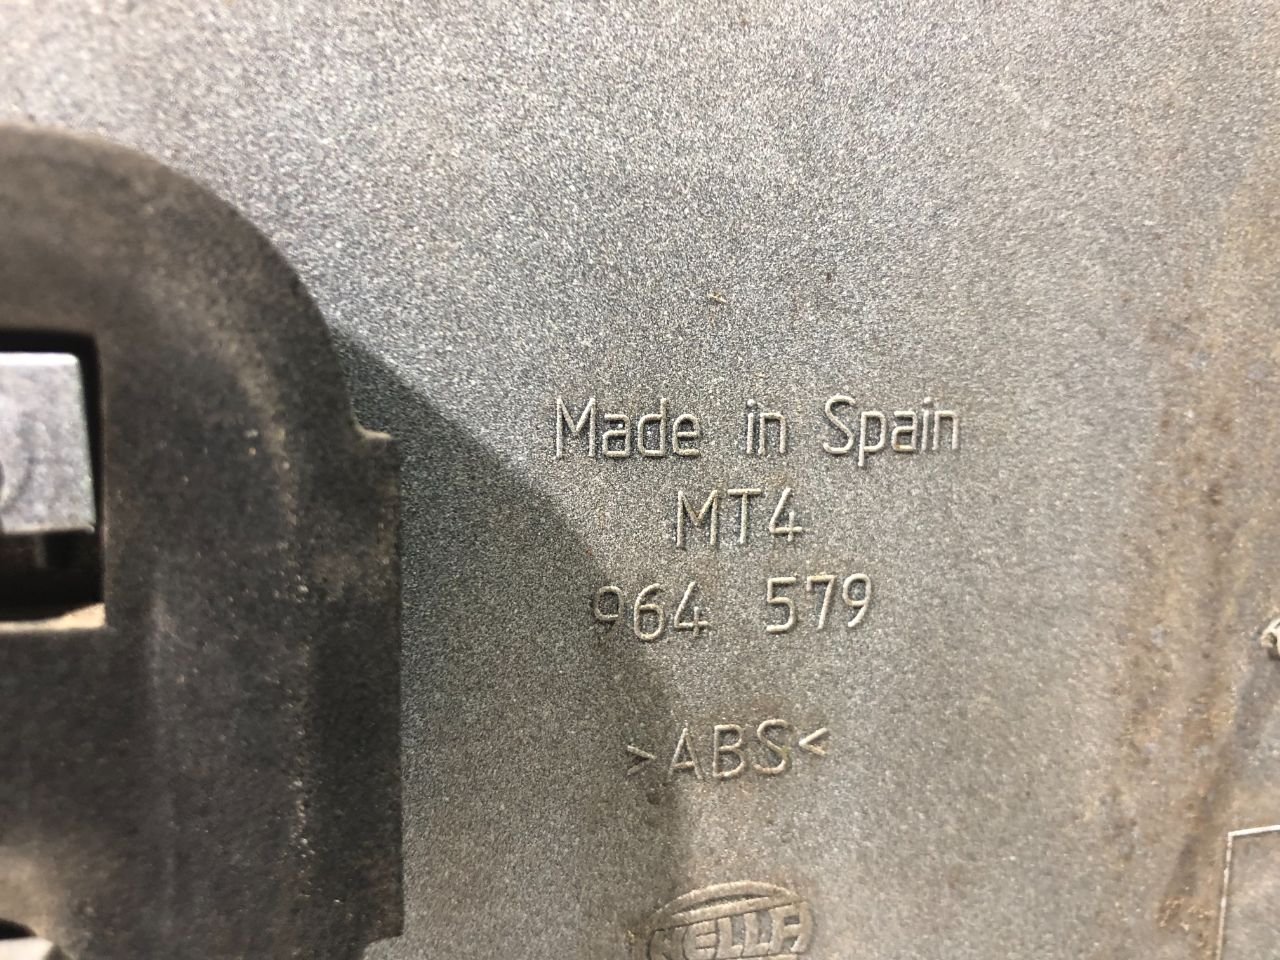 Made in Spain
MT4
964 579
>ABS<
HELLA